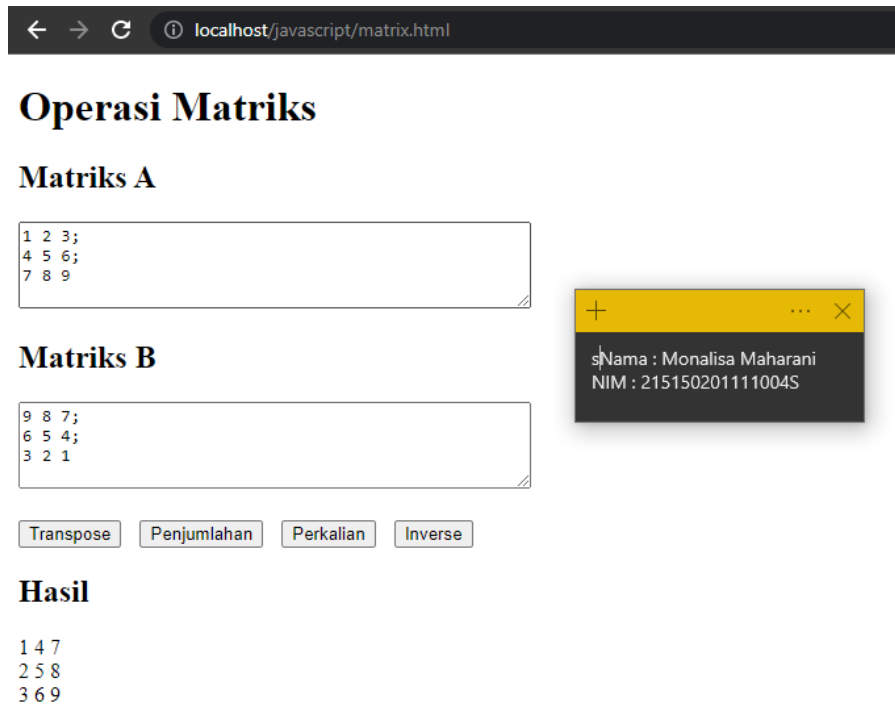 localhost/javascript/matrix.html
Operasi Matriks
Matriks A
1 2 3;
4 5 6;
7 8 9
Matriks B
9 8 7;
6 5 4;
3 2 1
sNama : Monalisa Maharani
NIM : 215150201111004S
Transpose Penjumlahan Perkalian Inverse
Hasil
1 4 7
2 5 8
3 6 9